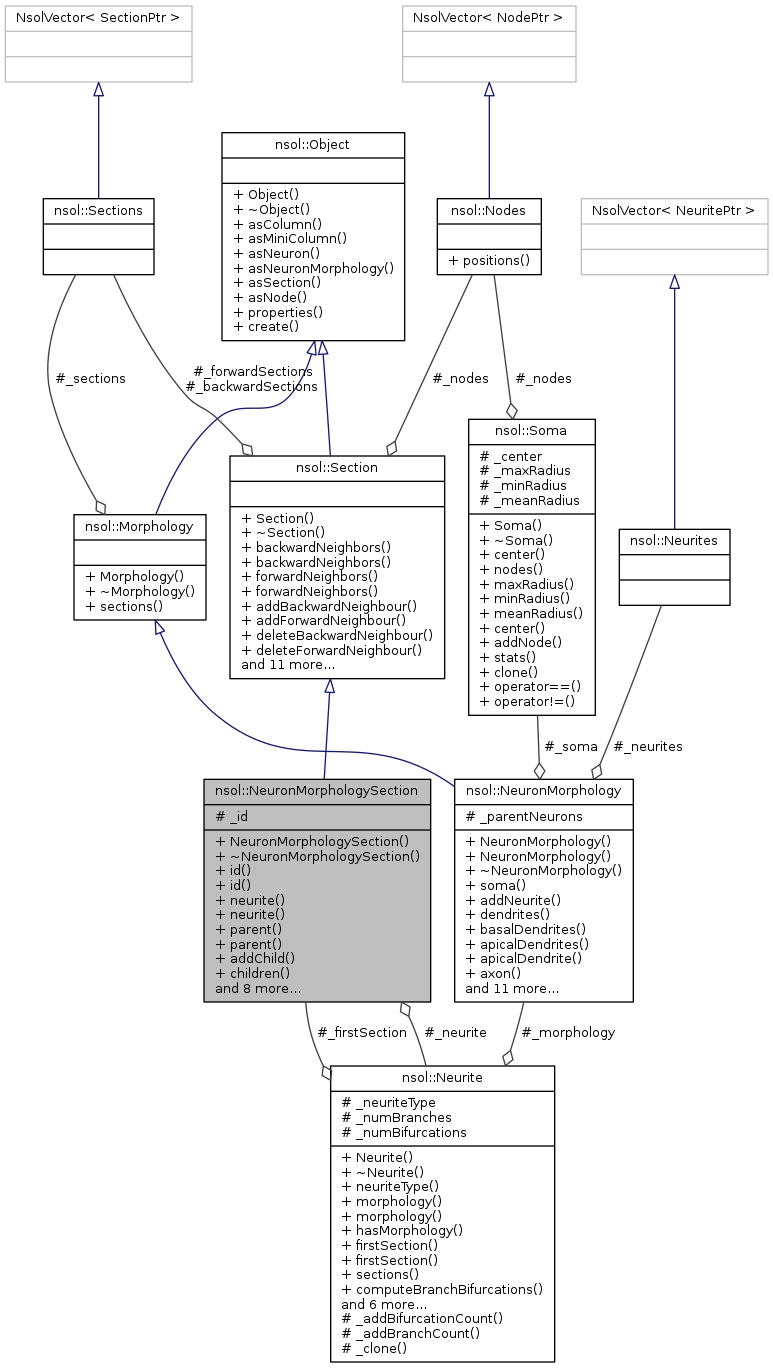 NsolVector< SectionPtr >
NsolVector< NodePtr >
nsol::Object
+ Object()
+ ~Object()
+ asColumn()
+ asMiniColumn()
+ asNeuron()
+ asNeuronMorphology()
+ asSection()
+ asNode()
+ properties()
+ create()
nsol::Sections
nsol::Nodes
+ positions()
NsolVector< NeuritePtr >
#_sections
#_forwardSections
#_backwardSections
#_nodes
#_nodes
nsol::Soma
# _center
# _maxRadius
# _minRadius
# _meanRadius
+ Soma()
+ ~Soma()
+ center()
+ nodes()
+ maxRadius()
+ minRadius()
+ meanRadius()
+ center()
+ addNode()
+ stats()
+ clone()
+ operator==()
+ operator!=()
nsol::Section
+ Section()
+ ~Section()
+ backwardNeighbors()
+ backwardNeighbors()
+ forwardNeighbors()
+ forwardNeighbors()
+ addBackwardNeighbour()
+ addForwardNeighbour()
+ deleteBackwardNeighbour()
+ deleteForwardNeighbour()
and 11 more...
nsol::Morphology
+ Morphology()
+ ~Morphology()
+ sections()
nsol::Neurites
#_soma
#_neurites
nsol::NeuronMorphologySection
# _id
+ NeuronMorphologySection()
+ ~NeuronMorphologySection()
+ id()
+ id()
+ neurite()
+ neurite()
+ parent()
+ parent()
+ addChild()
+ children()
and 8 more...
nsol::NeuronMorphology
# _parentNeurons
+ NeuronMorphology()
+ NeuronMorphology()
+ ~NeuronMorphology()
+ soma()
+ addNeurite()
+ dendrites()
+ basalDendrites()
+ apicalDendrites()
+ apicalDendrite()
+ axon()
and 11 more...
#_firstSection
#_neurite
#_morphology
nsol::Neurite
# _neuriteType
# _numBranches
# _numBifurcations
+ Neurite()
+ ~Neurite()
+ neuriteType()
+ morphology()
+ morphology()
+ hasMorphology()
+ firstSection()
+ firstSection()
+ sections()
+ computeBranchBifurcations()
and 6 more...
# _addBifurcationCount()
# _addBranchCount()
# _clone()